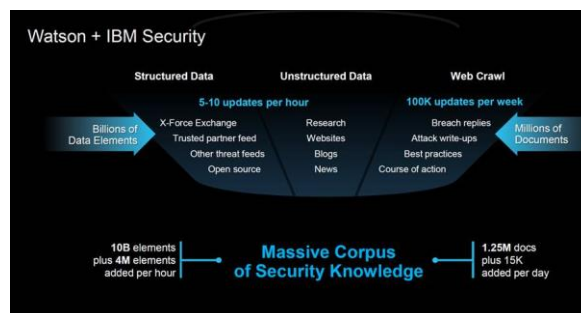 Watson + IBM Security
Structured Data
Unstructured Data
Web Crawl
5-10 updates per hour
100K updates per week
Billions of
Data Elements
X-Force Exchange
Trusted partner feed
Other threat feeds
Open source
Research
Websites
Blogs
News
Breach replies
Attack write-ups
Best practices
Course of action
Millions of
Documents
10B elements
plus 4M elements
added per hour
Massive Corpus
of Security Knowledge
1.25M docs
plus 15K
added per day